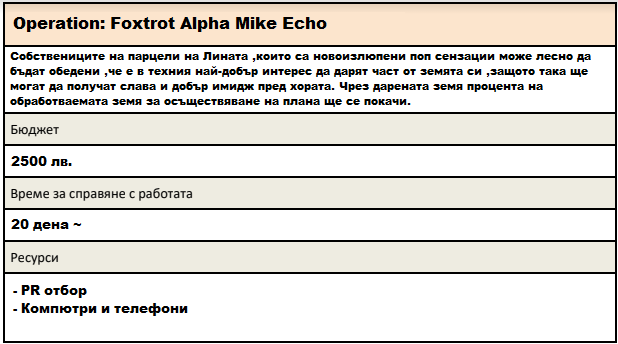 Operation: Foxtrot Alpha Mike Echo
Собствениците на парцели на Лината ,които са новоизлюпени поп сензации може лесно да
бъдат обедени ,че е в техния най-добър интерес да дарят част от земята си ,защото така ще
могат да получат слава и добър имидж пред хората. Чрез дарената земя процента на
обработваемата земя за осъществяване на плана ще се покачи.
Бюджет
2500 лв.
Време за справяне с работата
20 дена ~
Ресурси
- PR отбор
- Компютри и телефони